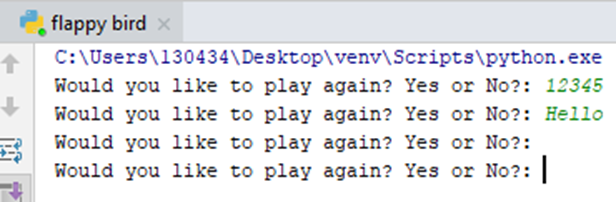 flappy bird
C:\Users\130434\Desktop\venv\Scripts\python.exe
Would you like to play again? Yes or No?: 12345
Would you like to play again? Yes or No?: Hello
Would you like to play again? Yes or No?:
Would you like to play again? Yes or No?: